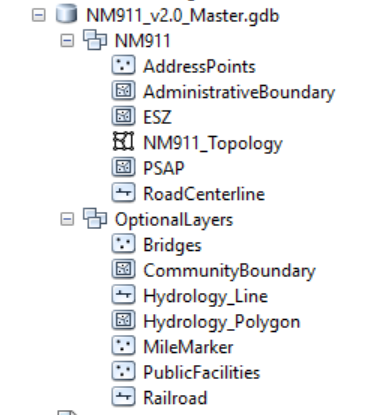 NM911_v2.0_Master.gdb
NM911
AddressPoints
AdministrativeBoundary
ESZ
NM911_Topology
PSAP
RoadCenterline
OptionalLayers
Bridges
CommunityBoundary
Hydrology_Line
Hydrology_Polygon
MileMarker
PublicFacilities
Railroad